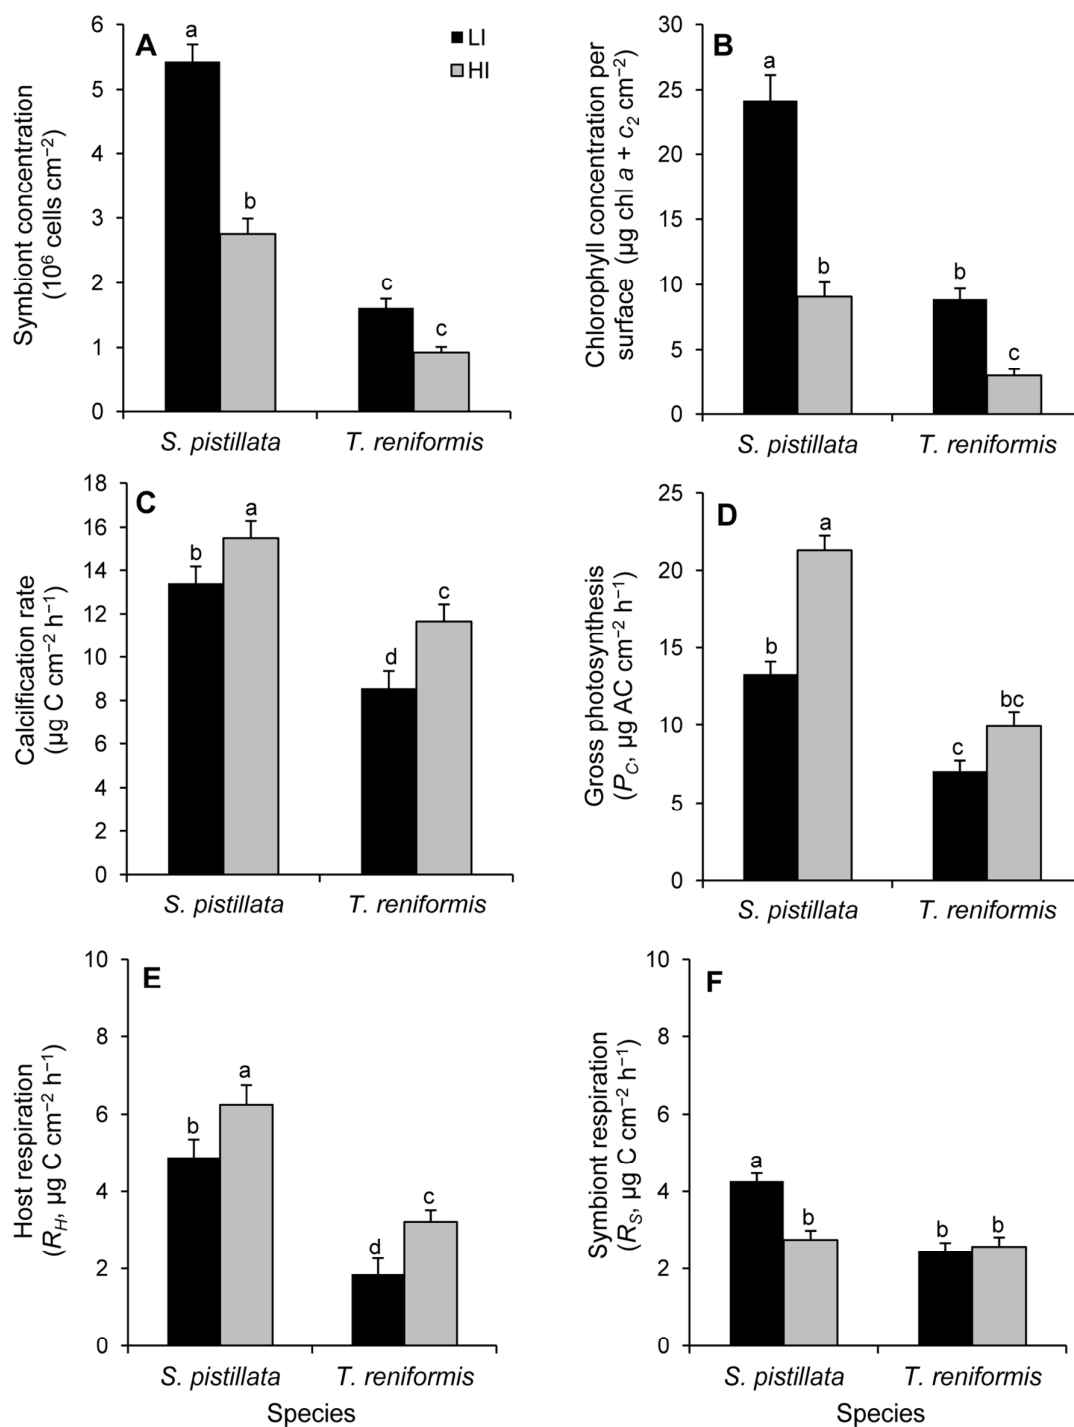 A
LI
HI
Symbiont concentration
(10⁶ cells cm⁻²)
6
5
4
3
2
1
0
a
b
c
c
S. pistillata T. reniformis
B
Chlorophyll concentration per
surface (µg chl a + c₂ cm⁻²)
30
25
20
15
10
5
0
a
b
b
c
S. pistillata T. reniformis
C
Calcilfication rate
(µg C cm⁻² h⁻¹)
18
16
14
12
10
8
6
4
2
0
b
a
d
c
S. pistillata T. reniformis
D
Gross photosynthesis
(P_C, µg AC cm⁻² h⁻¹)
25
20
15
10
5
0
b
a
c
bc
S. pistillata T. reniformis
E
Host respiration
(R_H, µg C cm⁻² h⁻¹)
10
8
6
4
2
0
b
a
d
c
S. pistillata T. reniformis
Species
F
Symbiont respiration
(R_S, µg C cm⁻² h⁻¹)
10
8
6
4
2
0
a
b
b
b
S. pistillata T. reniformis
Species